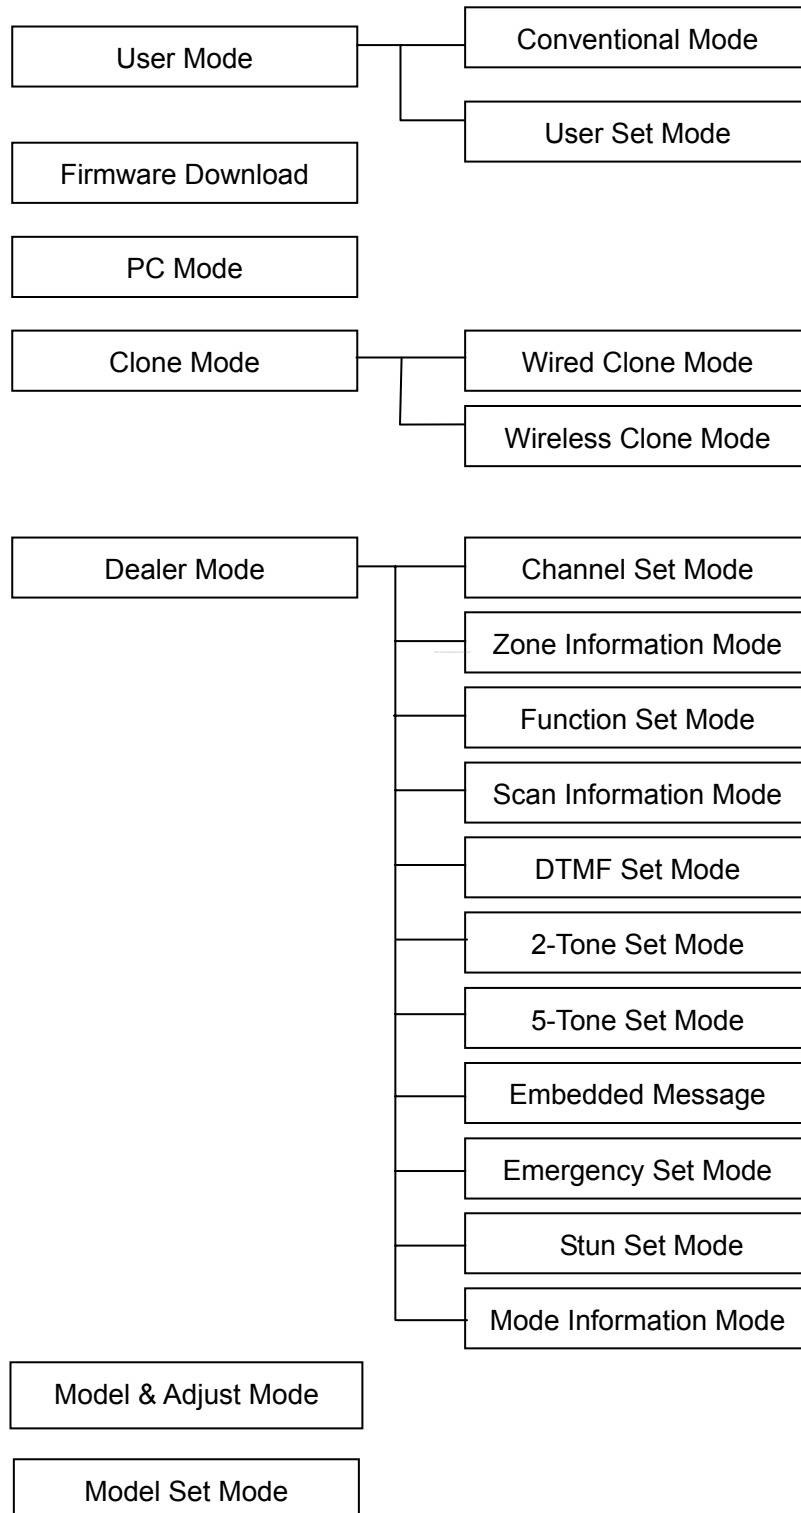 User Mode
Conventional Mode
User Set Mode
Firmware Download
PC Mode
Clone Mode
Wired Clone Mode
Wireless Clone Mode
Dealer Mode
Channel Set Mode
Zone Information Mode
Function Set Mode
Scan Information Mode
DTMF Set Mode
2-Tone Set Mode
5-Tone Set Mode
Embedded Message
Emergency Set Mode
Stun Set Mode
Mode Information Mode
Model & Adjust Mode
Model Set Mode